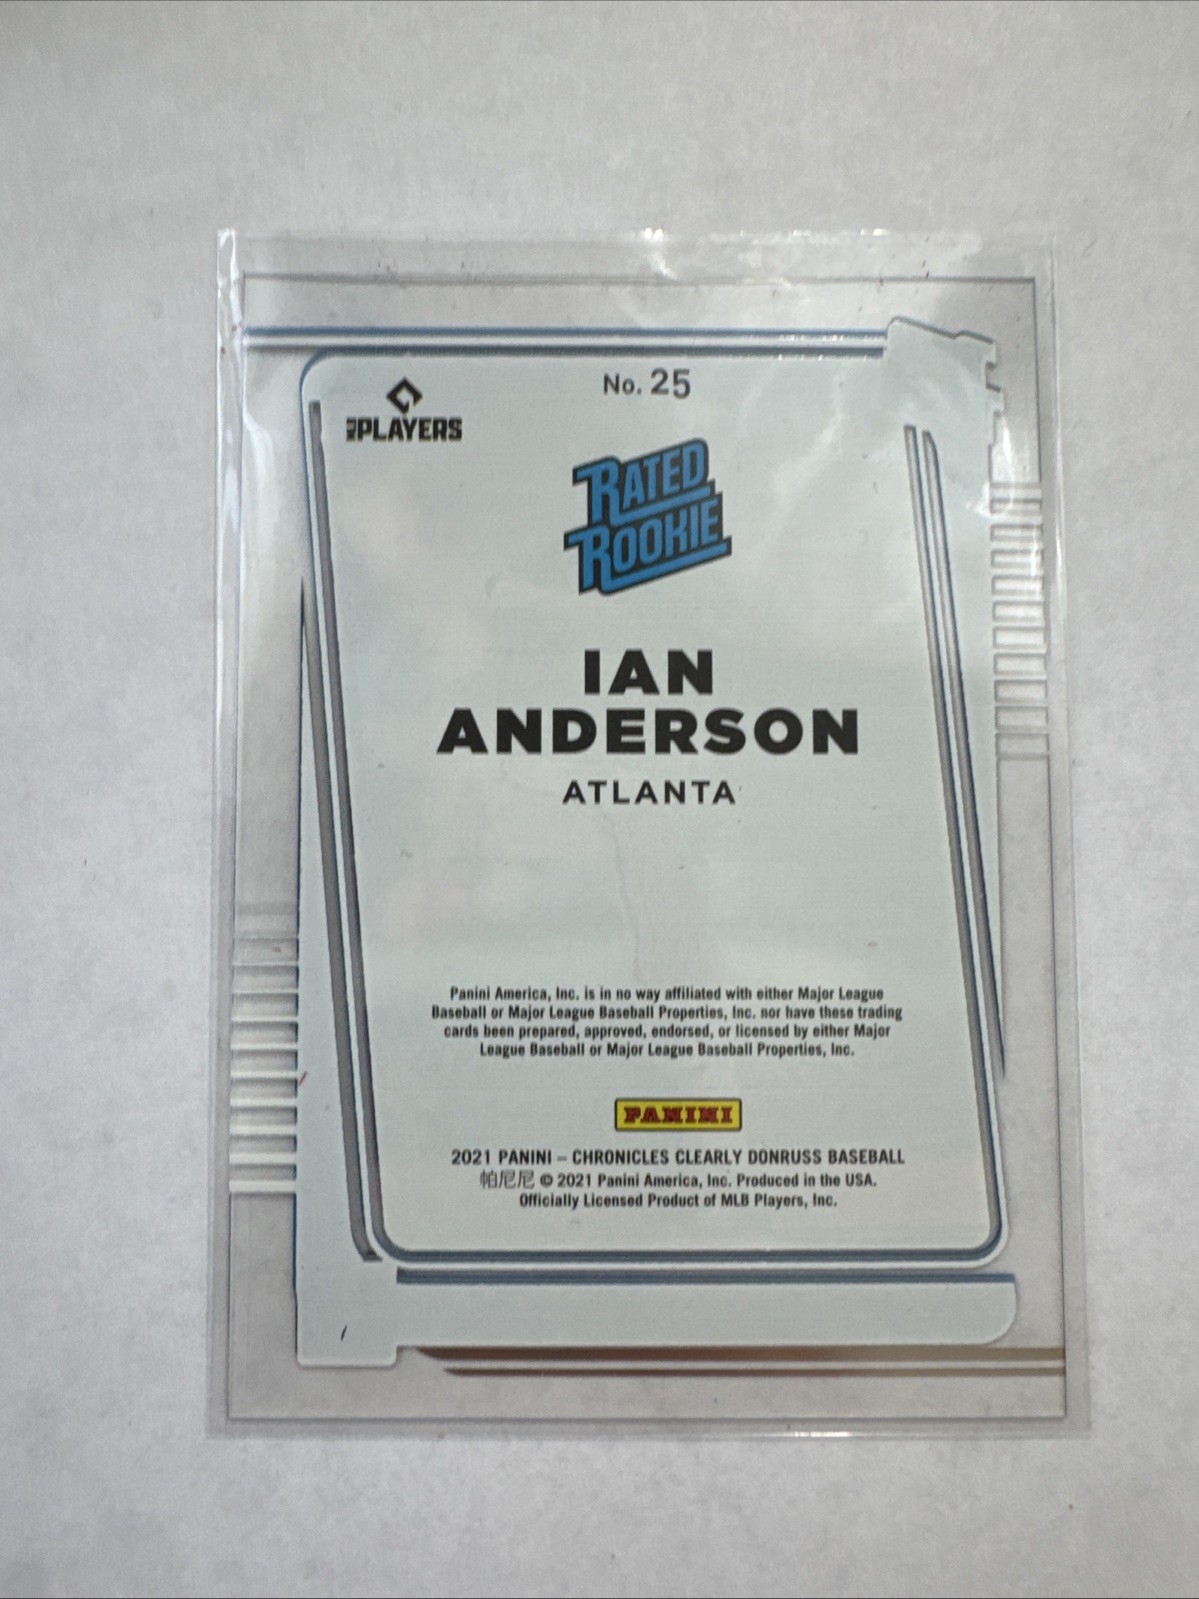 No. 25
PLAYERS
RATED
ROOKIE
IAN
ANDERSON
ATLANTA
Panini America, Inc. is in no way affiliated with either Major League
Baseball or Major League Baseball Properties, Inc. nor have these trading
cards been prepared, approved, endorsed, or licensed by either Major
League Baseball or Major League Baseball Properties, Inc.
PANINI
2021 PANINI – CHRONICLES CLEARLY DONRUSS BASEBALL
帕尼尼 © 2021 Panini America, Inc. Produced in the USA.
Officially Licensed Product of MLB Players, Inc.